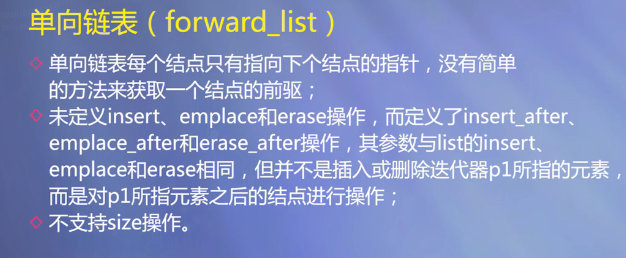 单向链表（forward_list）
单向链表每个结点只有指向下个结点的指针，没有简单
的方法来获取一个结点的前驱；
未定义insert、emplace和erase操作，而定义了insert_after、
emplace_after和erase_after操作，其参数与list的insert、
emplace和erase相同，但并不是插入或删除迭代器p1所指的元素，
而是对p1所指元素之后的结点进行操作；
不支持size操作。